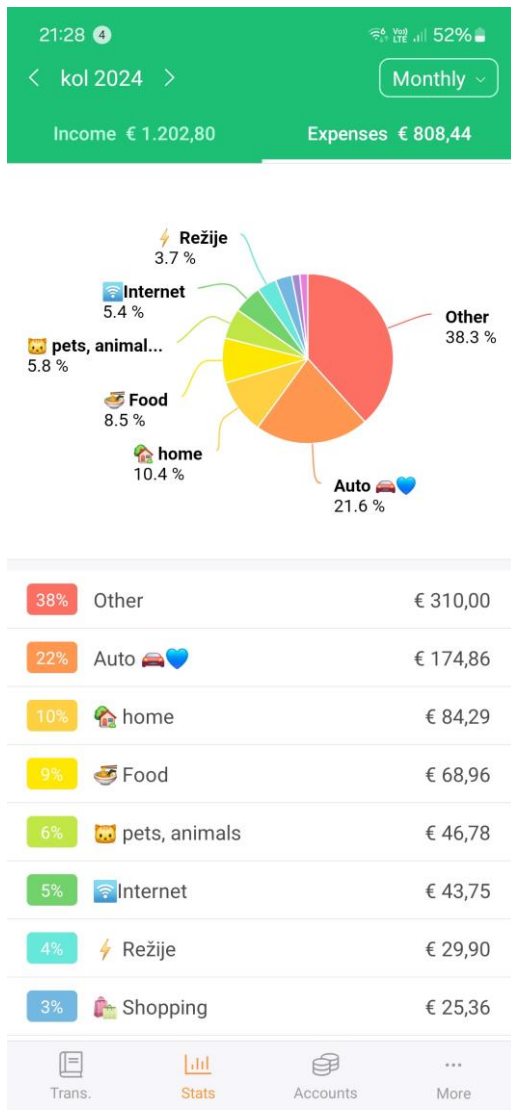 21:28 4 Vo)) LTE 52%
kol 2024 Monthly
Income € 1.202,80 Expenses € 808,44
Režije
3.7 %
Internet
5.4 %
pets, animal...
5.8 %
Food
8.5 %
home
10.4 %
Other
38.3 %
Auto
21.6 %
38% Other € 310,00
22% Auto € 174,86
10% home € 84,29
9% Food € 68,96
6% pets, animals € 46,78
5% Internet € 43,75
4% Režije € 29,90
3% Shopping € 25,36
Trans. Stats Accounts More